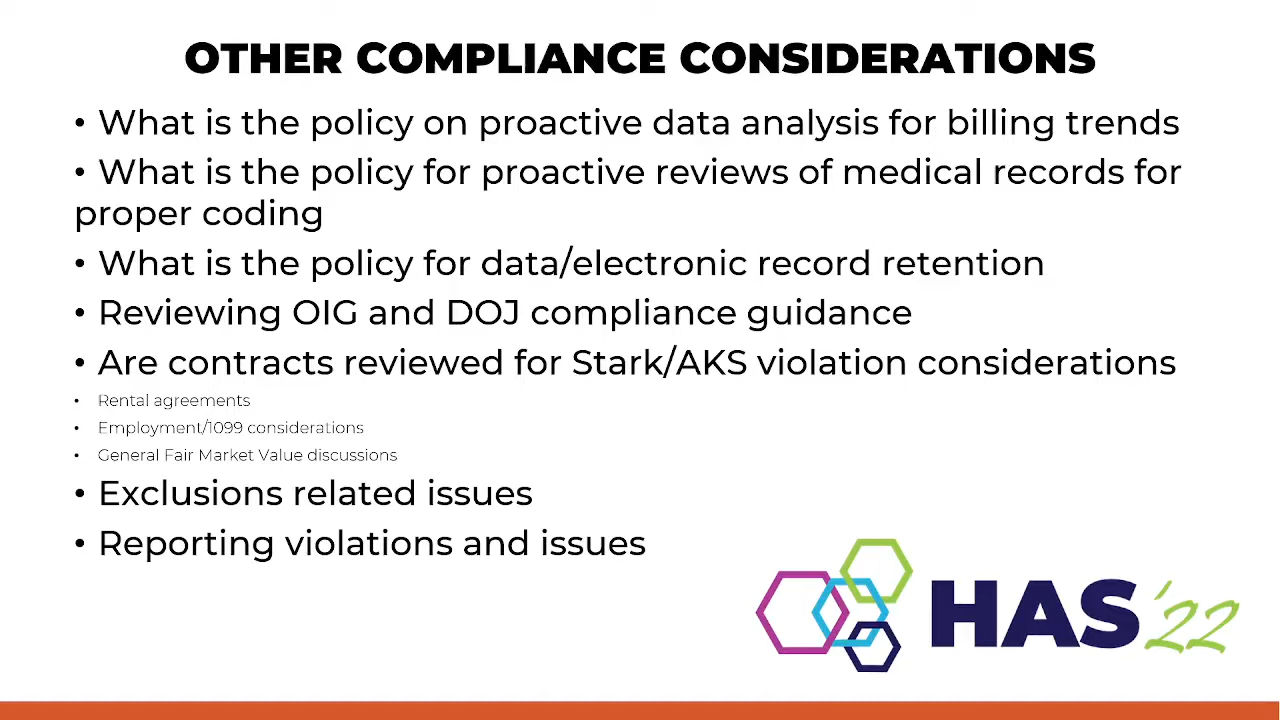 OTHER COMPLIANCE CONSIDERATIONS
• What is the policy on proactive data analysis for billing trends
• What is the policy for proactive reviews of medical records for
proper coding
• What is the policy for data/electronic record retention
• Reviewing OIG and DOJ compliance guidance
• Are contracts reviewed for Stark/AKS violation considerations
• Rental agreements
• Employment/1099 considerations
• General Fair Market Value discussions
• Exclusions related issues
• Reporting violations and issues
HAS'22